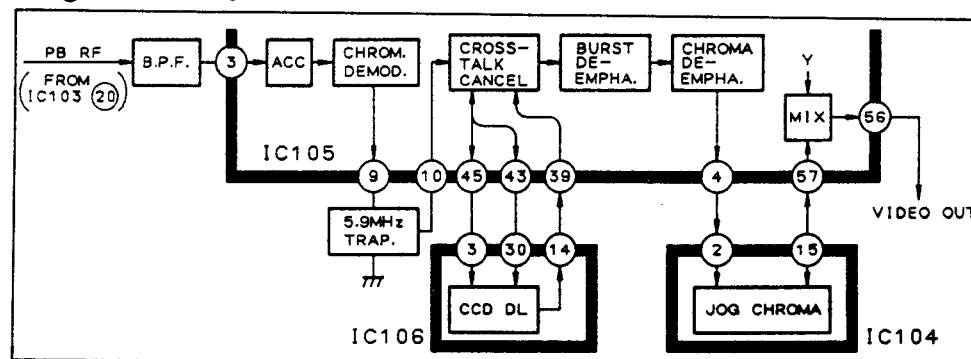 PB RF
(FROM
IC103 (20))
B.P.F.
3
ACC
CHROM.
DEMOD.
CROSS-
TALK
CANCEL
BURST
DE-
EMPHA.
CHROMA
DE-
EMPHA.
Y
MIX
56
IC105
9
10
45
43
39
4
57
VIDEO OUT
5.9MHz
TRAP.
3
30
14
2
15
CCD DL
JOG CHROMA
IC106
IC104